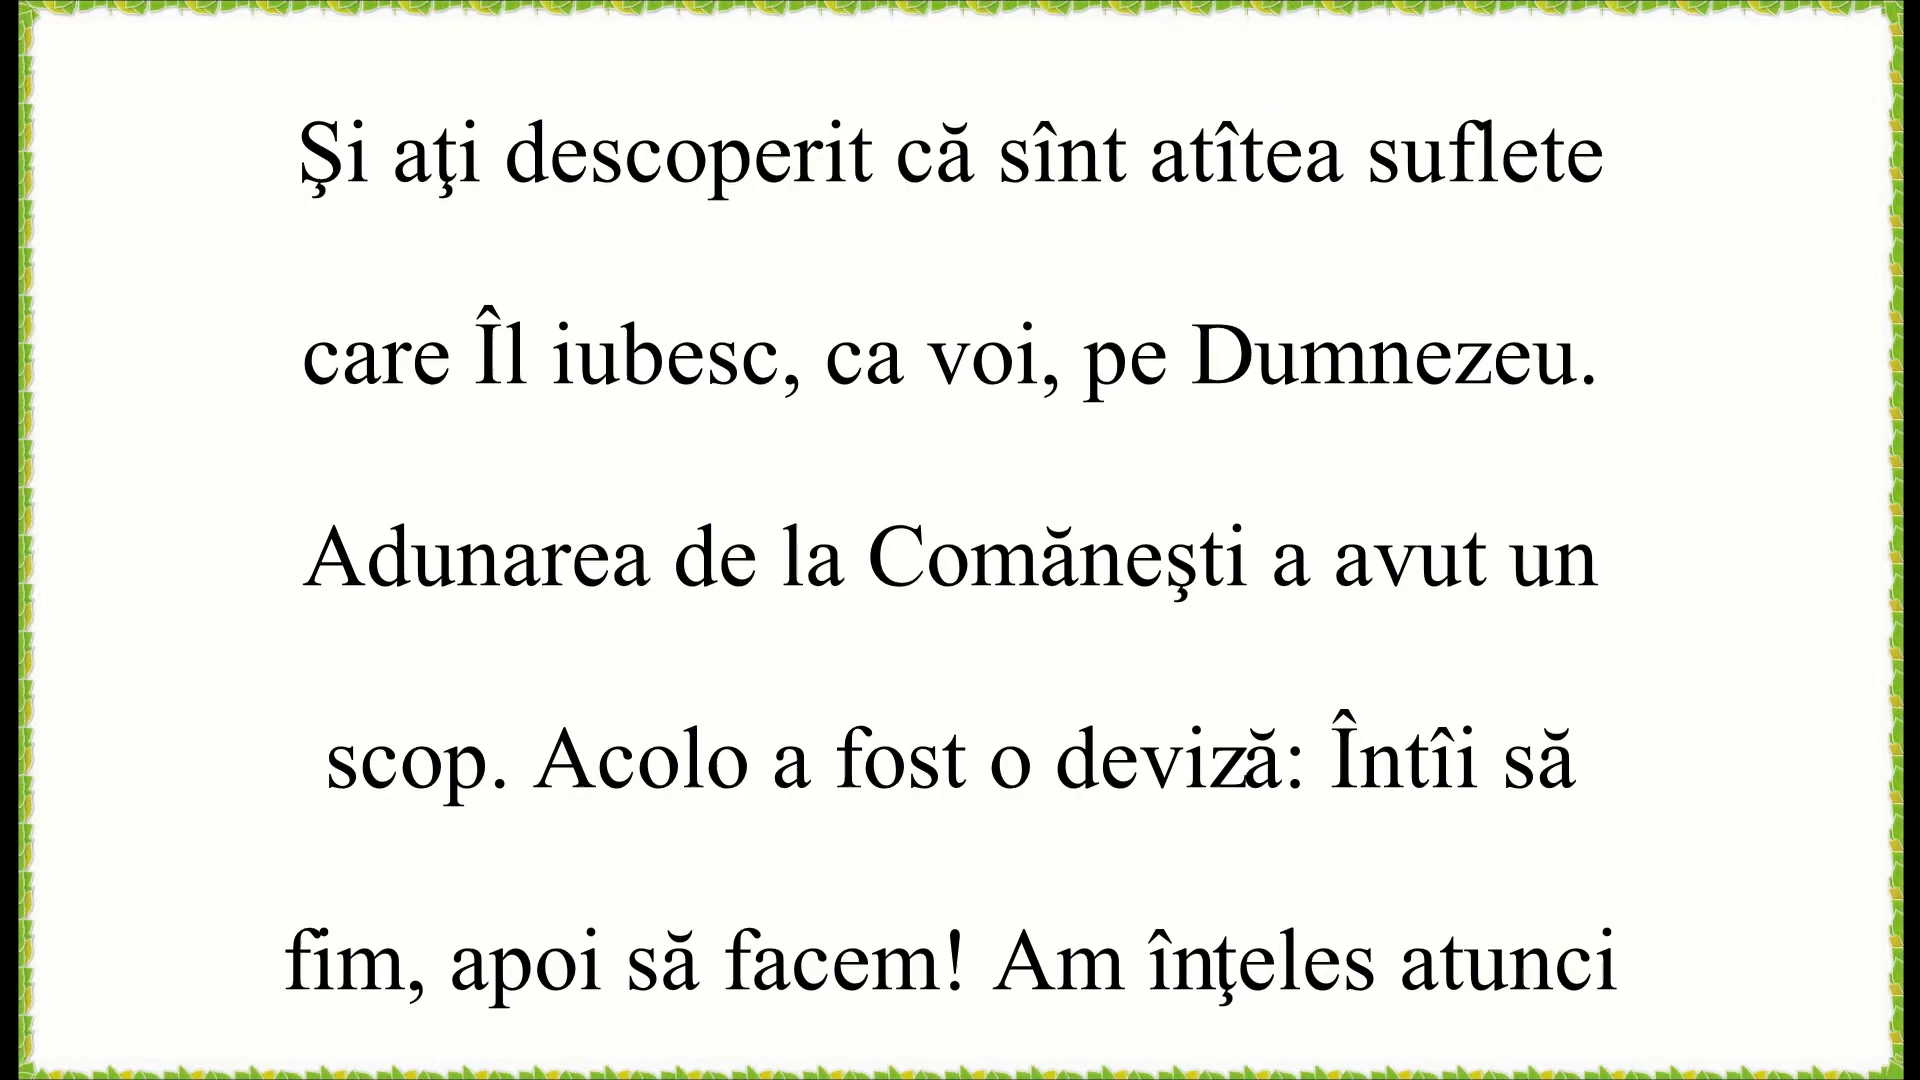 Şi aţi descoperit că sînt atîtea suflete
care Îl iubesc, ca voi, pe Dumnezeu.
Adunarea de la Comăneşti a avut un
scop. Acolo a fost o deviză: Întîi să
fim, apoi să facem! Am înţeles atunci